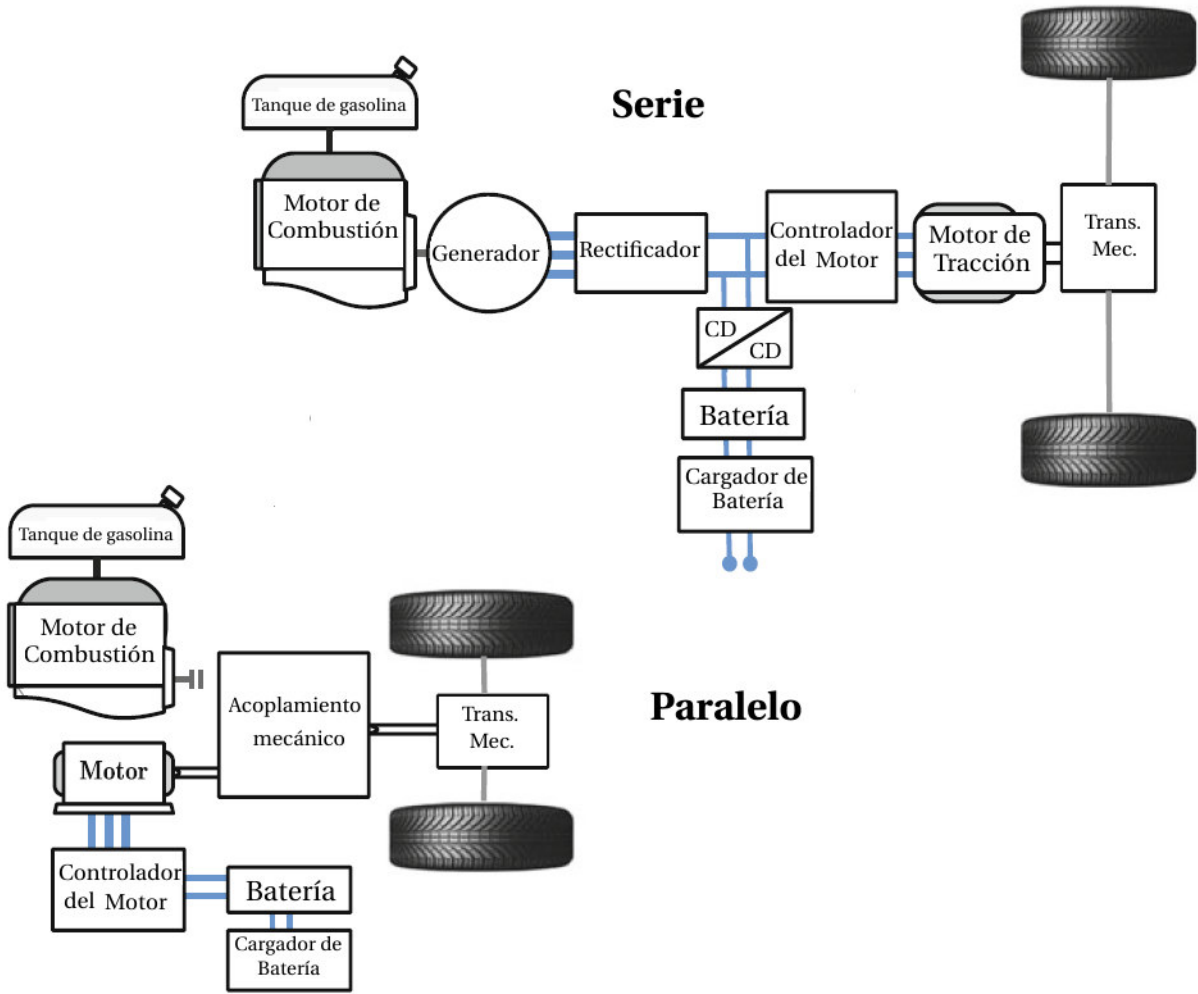 Tanque de gasolina
Serie
Motor de
Combustión
Generador
Rectificador
Controlador
del Motor
Motor de
Tracción
Trans.
Mec.
CD
CD
Batería
Cargador de
Batería
Tanque de gasolina
Motor de
Combustión
Acoplamiento
mecánico
Trans.
Mec.
Paralelo
Motor
Controlador
del Motor
Batería
Cargador de
Batería